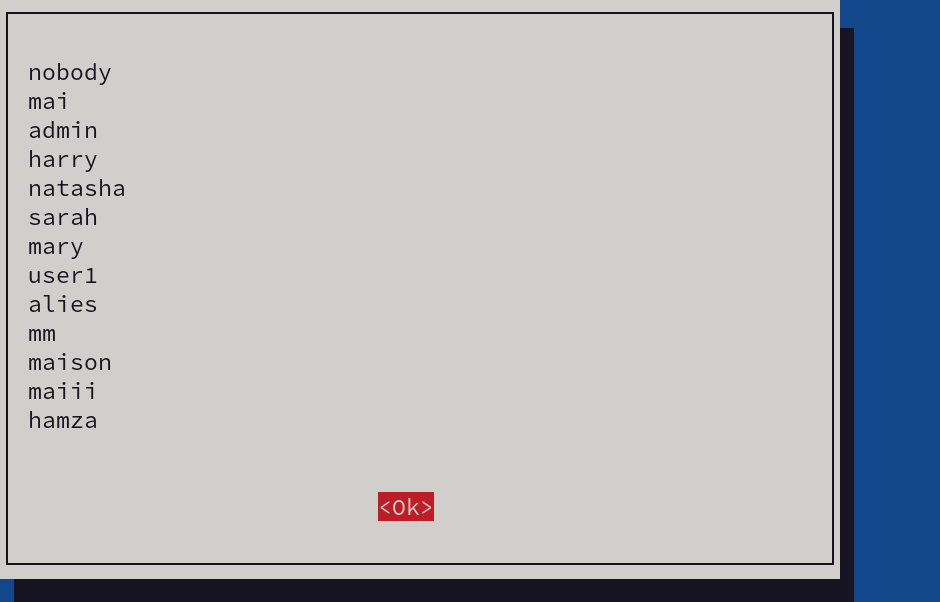 nobody
mai
admin
harry
natasha
sarah
mary
user1
alies
mm
maison
maiii
hamza
<Ok>